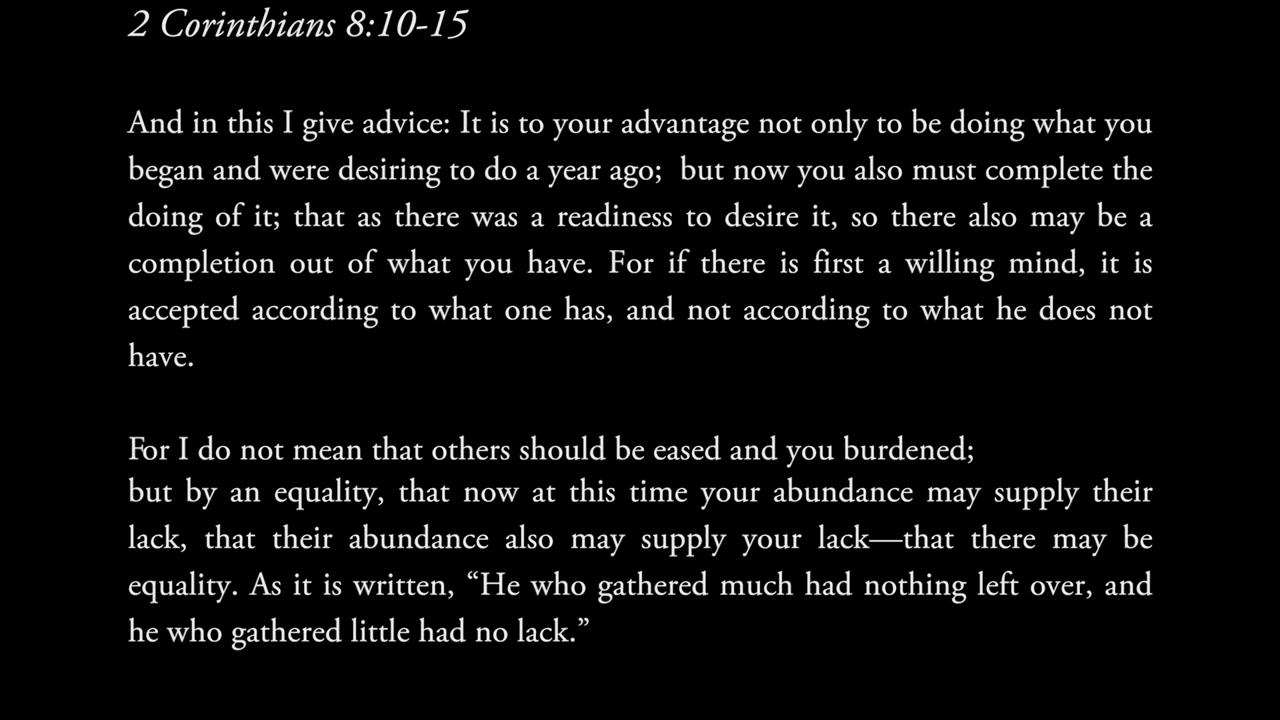 2 Corinthians 8:10-15
And in this I give advice: It is to your advantage not only to be doing what you
began and were desiring to do a year ago;  but now you also must complete the
doing of it; that as there was a readiness to desire it, so there also may be a
completion out of what you have. For if there is first a willing mind, it is
accepted according to what one has, and not according to what he does not
have.
For I do not mean that others should be eased and you burdened;
but by an equality, that now at this time your abundance may supply their
lack, that their abundance also may supply your lack—that there may be
equality. As it is written, “He who gathered much had nothing left over, and
he who gathered little had no lack.”